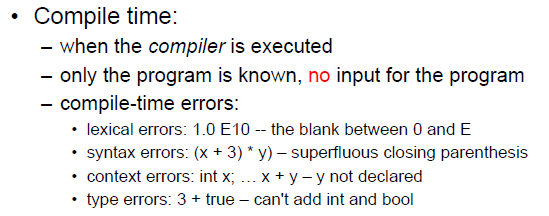 • Compile time:
– when the compiler is executed
– only the program is known, no input for the program
– compile-time errors:
• lexical errors: 1.0 E10 -- the blank between 0 and E
• syntax errors: (x + 3) * y) – superfluous closing parenthesis
• context errors: int x; … x + y – y not declared
• type errors: 3 + true – can't add int and bool